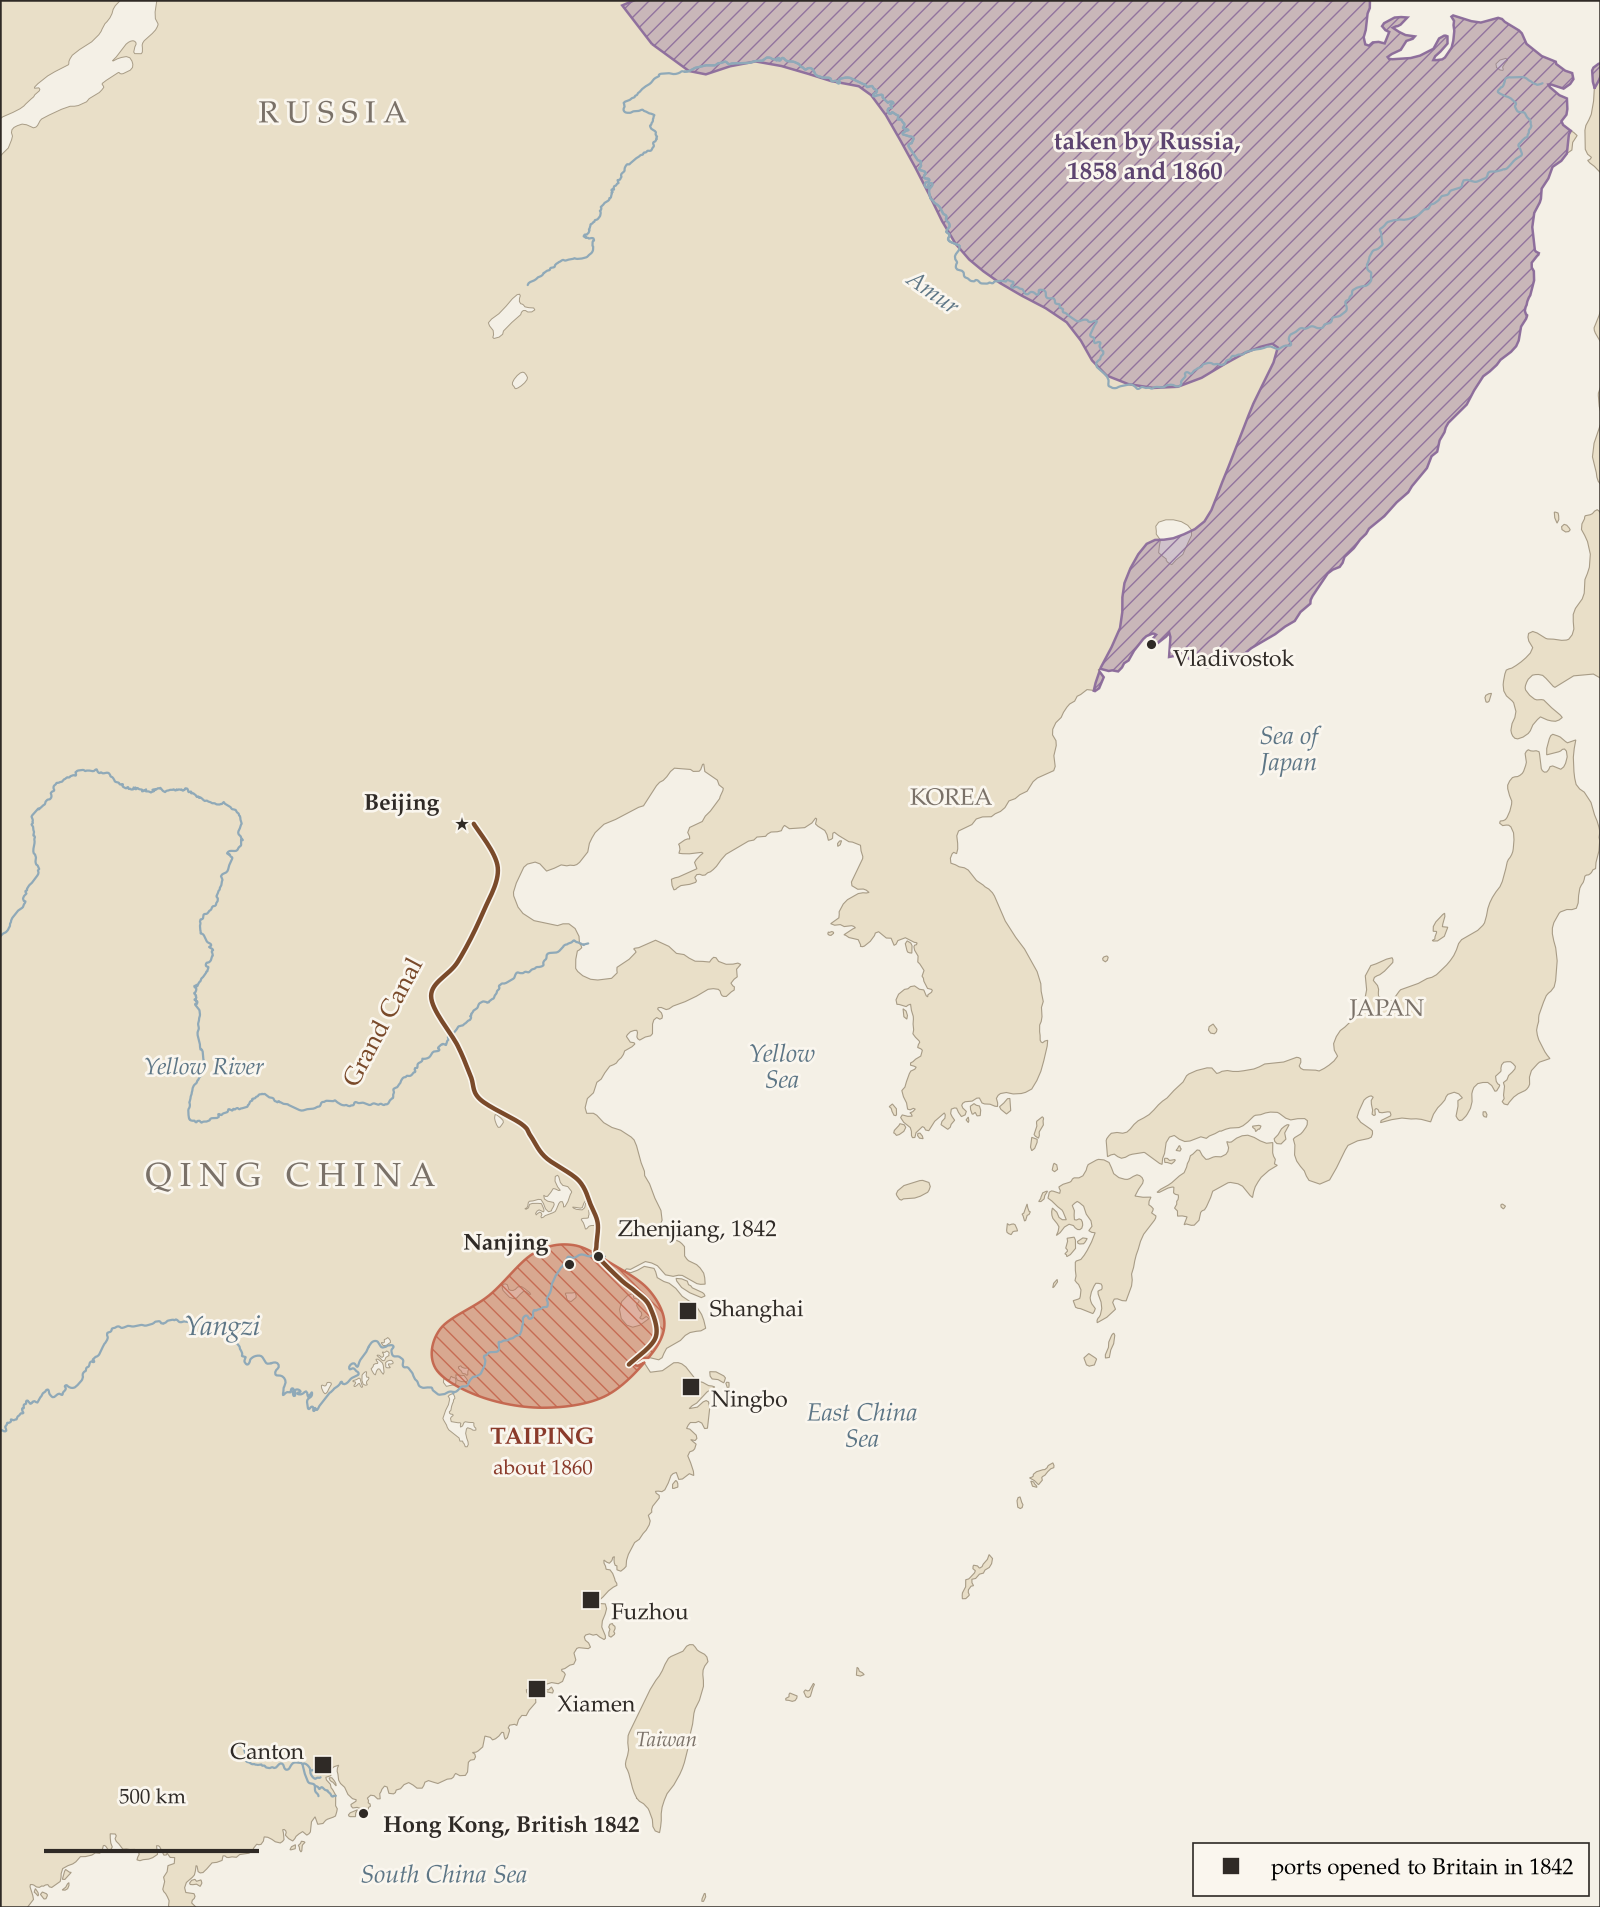 RUSSIA
taken by Russia,
1858 and 1860
Amur
Vladivostok
Sea of
Japan
Beijing
KOREA
Grand Canal
JAPAN
Yellow River
Yellow
Sea
QING CHINA
Zhenjiang, 1842
Nanjing
Shanghai
Yangzi
Ningbo
East China
Sea
TAIPING
about 1860
Fuzhou
Xiamen
Taiwan
Canton
500 km
Hong Kong, British 1842
South China Sea
ports opened to Britain in 1842